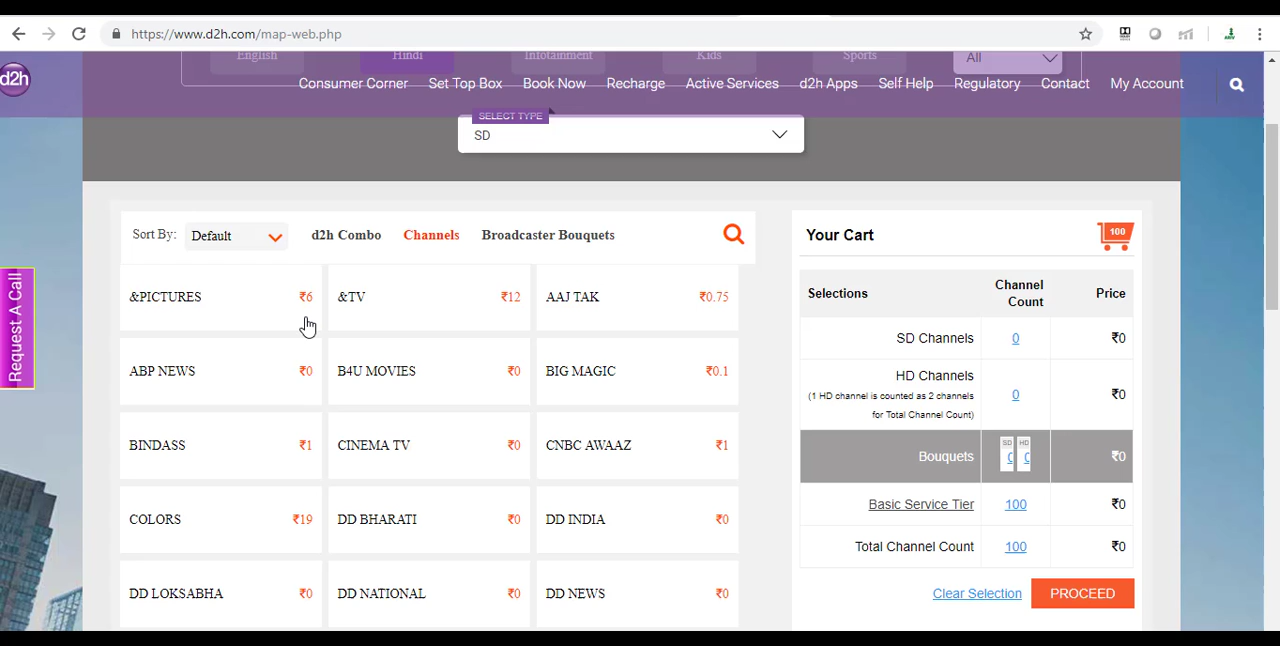 https://www.d2h.com/map-web.php
English Hindi Infotainment Kids Sports All
d2h
Consumer Corner Set Top Box Book Now Recharge Active Services d2h Apps Self Help Regulatory Contact My Account
SELECT TYPE
SD
Sort By: Default d2h Combo Channels Broadcaster Bouquets
&PICTURES ₹6 &TV ₹12 AAJ TAK ₹0.75
ABP NEWS ₹0 B4U MOVIES ₹0 BIG MAGIC ₹0.1
BINDASS ₹1 CINEMA TV ₹0 CNBC AWAAZ ₹1
COLORS ₹19 DD BHARATI ₹0 DD INDIA ₹0
DD LOKSABHA ₹0 DD NATIONAL ₹0 DD NEWS ₹0
Your Cart 100
Selections Channel Count Price
SD Channels 0 ₹0
HD Channels
(1 HD channel is counted as 2 channels
for Total Channel Count) 0 ₹0
Bouquets SD 0 HD 0 ₹0
Basic Service Tier 100 ₹0
Total Channel Count 100 ₹0
Clear Selection PROCEED
Request A Call